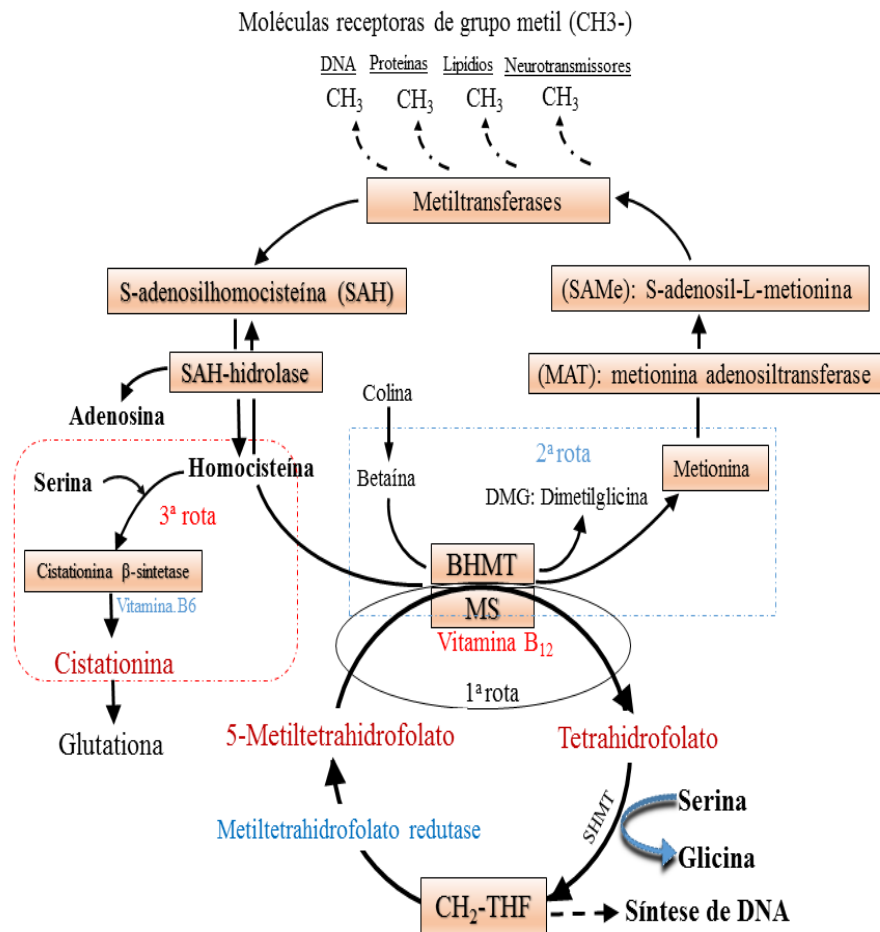 Moléculas receptoras de grupo metil (CH3-)
DNA Proteínas Lipídios Neurotransmissores
CH3 CH3 CH3 CH3
Metiltransferases
S-adenosilhomocisteína (SAH)
(SAMe): S-adenosil-L-metionina
SAH-hidrolase
(MAT): metionina adenosiltransferase
Adenosina
Colina
2ª rota
Homocisteína
Metionina
Serina
Betaína
DMG: Dimetilglicina
3ª rota
BHMT
Cistationina β-sintetase
MS
Vitamina.B6
Vitamina B12
Cistationina
1ª rota
5-Metiltetrahidrofolato
Tetrahidrofolato
Glutationa
SHMT
Serina
Metiltetrahidrofolato redutase
Glicina
CH2-THF
Síntese de DNA